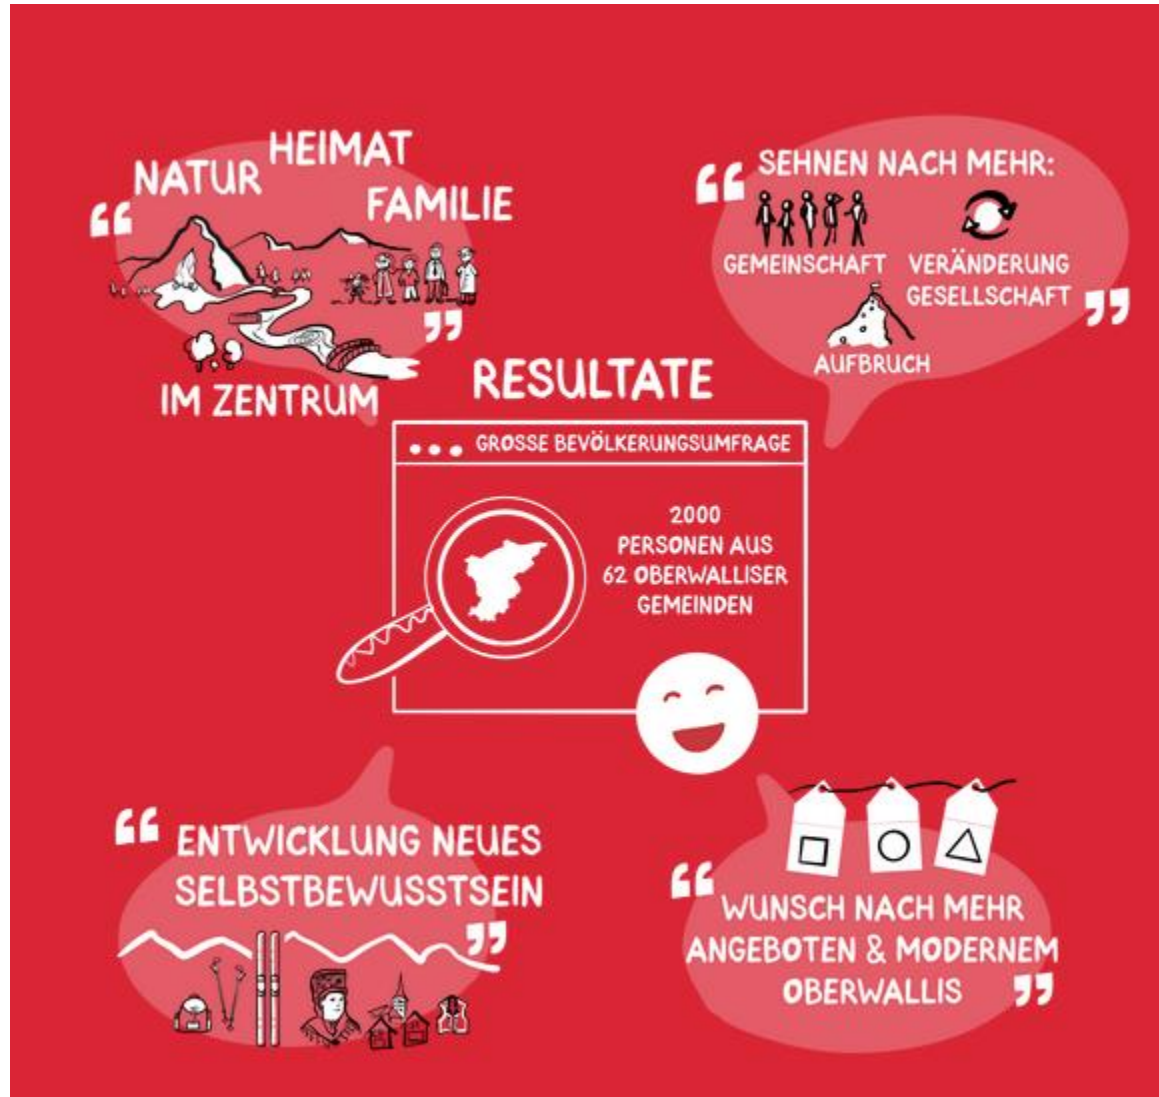 NATUR
HEIMAT
FAMILIE
IM ZENTRUM
SEHNEN NACH MEHR:
GEMEINSCHAFT
VERÄNDERUNG
GESELLSCHAFT
AUFBRUCH
RESULTATE
GROSSE BEVÖLKERUNGSUMFRAGE
2000
PERSONEN AUS
62 OBERWALLISER
GEMEINDEN
ENTWICKLUNG NEUES
SELBSTBEWUSSTSEIN
WUNSCH NACH MEHR
ANGEBOTEN & MODERNEM
OBERWALLIS